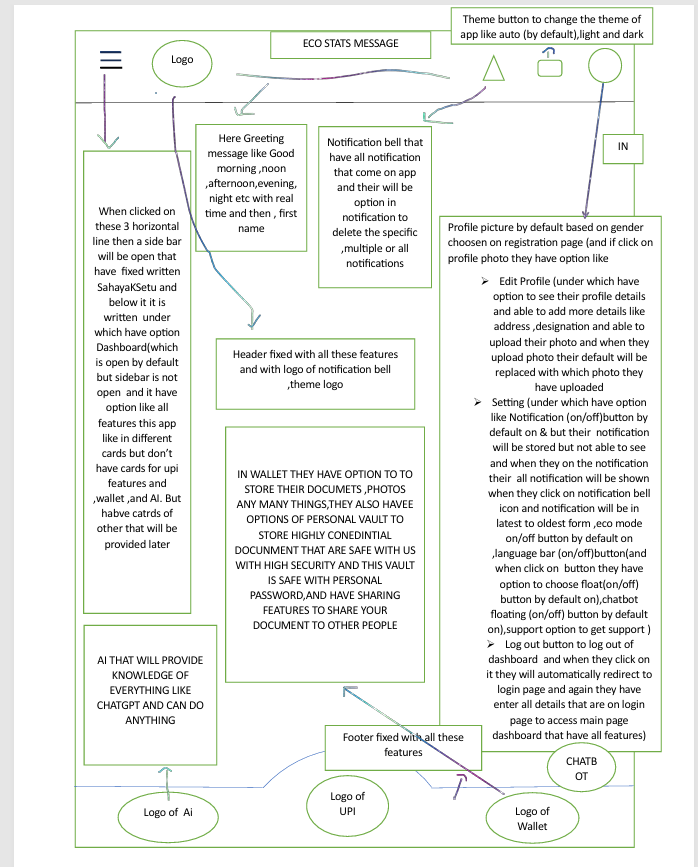 Theme button to change the theme of
app like auto (by default),light and dark
ECO STATS MESSAGE
Logo
IN
Here Greeting
message like Good
morning ,noon
,afternoon,evening,
night etc with real
time and then , first
name
Notification bell that
have all notification
that come on app
and their will be
option in
notification to
delete the specific
,multiple or all
notifications
When clicked on
these 3 horizontal
line then a side bar
will be open that
have  fixed written
SahayaKSetu and
below it it is
written  under
which have option
Dashboard(which
is open by default
but sidebar is not
open  and it have
option like all
features this app
like in different
cards but don't
have cards for upi
features and
,wallet ,and AI. But
habve catrds of
other that will be
provided later
Profile picture by default based on gender
choosen on registration page (and if click on
profile photo they have option like
➢ Edit Profile (under which have
option to see their profile details
and able to add more details like
address ,designation and able to
upload their photo and when they
upload photo their default will be
replaced with which photo they
have uploaded
➢ Setting (under which have option
like Notification (on/off)button by
default on & but their  notification
will be stored but not able to see
and when they on the notification
their  all notification will be shown
when they click on notification bell
icon and notification will be in
latest to oldest form ,eco mode
on/off button by default on
,language bar (on/off)button(and
when click on  button they have
option to choose float(on/off)
button by default on),chatbot
floating (on/off) button by default
on),support option to get support )
➢ Log out button to log out of
dashboard  and when they click on
it they will automatically redirect to
login page and again they have
enter all details that are on login
page to access main page
dashboard that have all features)
Header fixed with all these features
and with logo of notification bell
,theme logo
IN WALLET THEY HAVE OPTION TO TO
STORE THEIR DOCUMETS ,PHOTOS
ANY MANY THINGS,THEY ALSO HAVEE
OPTIONS OF PERSONAL VAULT TO
STORE HIGHLY CONEDINTIAL
DOCUNMENT THAT ARE SAFE WITH US
WITH HIGH SECURITY AND THIS VAULT
IS SAFE WITH PERSONAL
PASSWORD,AND HAVE SHARING
FEATURES TO SHARE YOUR
DOCUMENT TO OTHER PEOPLE
AI THAT WILL PROVIDE
KNOWLEDGE OF
EVERYTHING LIKE
CHATGPT AND CAN DO
ANYTHING
Footer fixed with all these
features
CHATB
OT
Logo of  Ai
Logo of
UPI
Logo of
Wallet